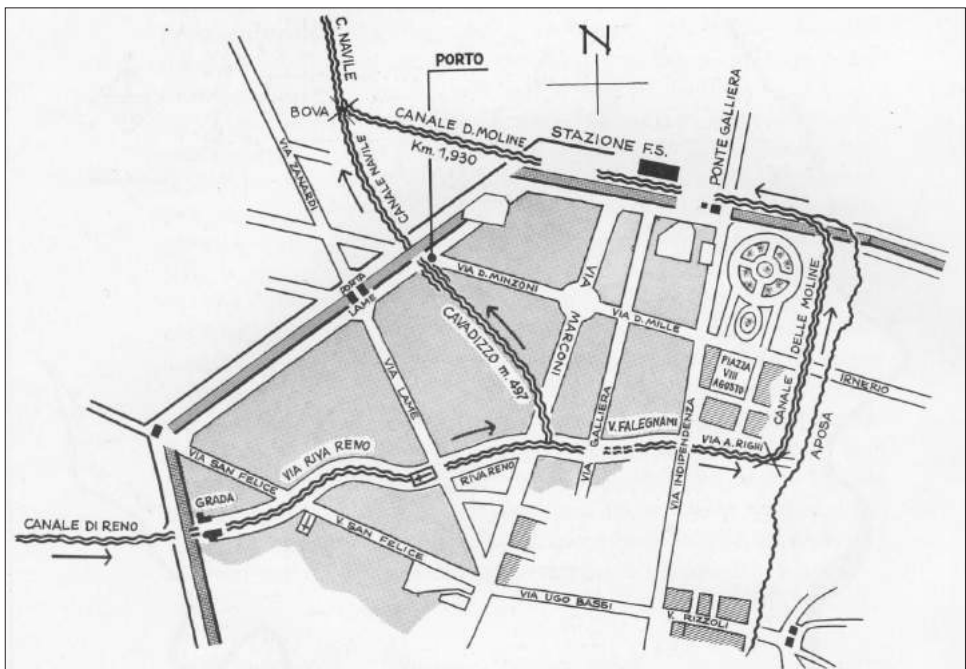 C. NAVILE
N
PORTO
PONTE GALLIERA
BOVA
CANALE D. MOLINE
STAZIONE F.S.
Km. 1,930
VIA ZANARDI
CANALE NAVILE
PORTA
LAME
VIA D. MINZONI
VIA
MARCONI
VIA D. MILLE
CAVADIZZO m. 497
PIAZZA
VIII
AGOSTO
CANALE DELLE MOLINE
IRNERIO
APOSA
VIA LAME
VIA
GALLIERA
V. FALEGNAMI
VIA A. RIGHI
VIA INDIPENDENZA
VIA SAN FELICE
VIA RIVA RENO
RIVA RENO
GRADA
CANALE DI RENO
V. SAN FELICE
VIA UGO BASSI
V. RIZZOLI